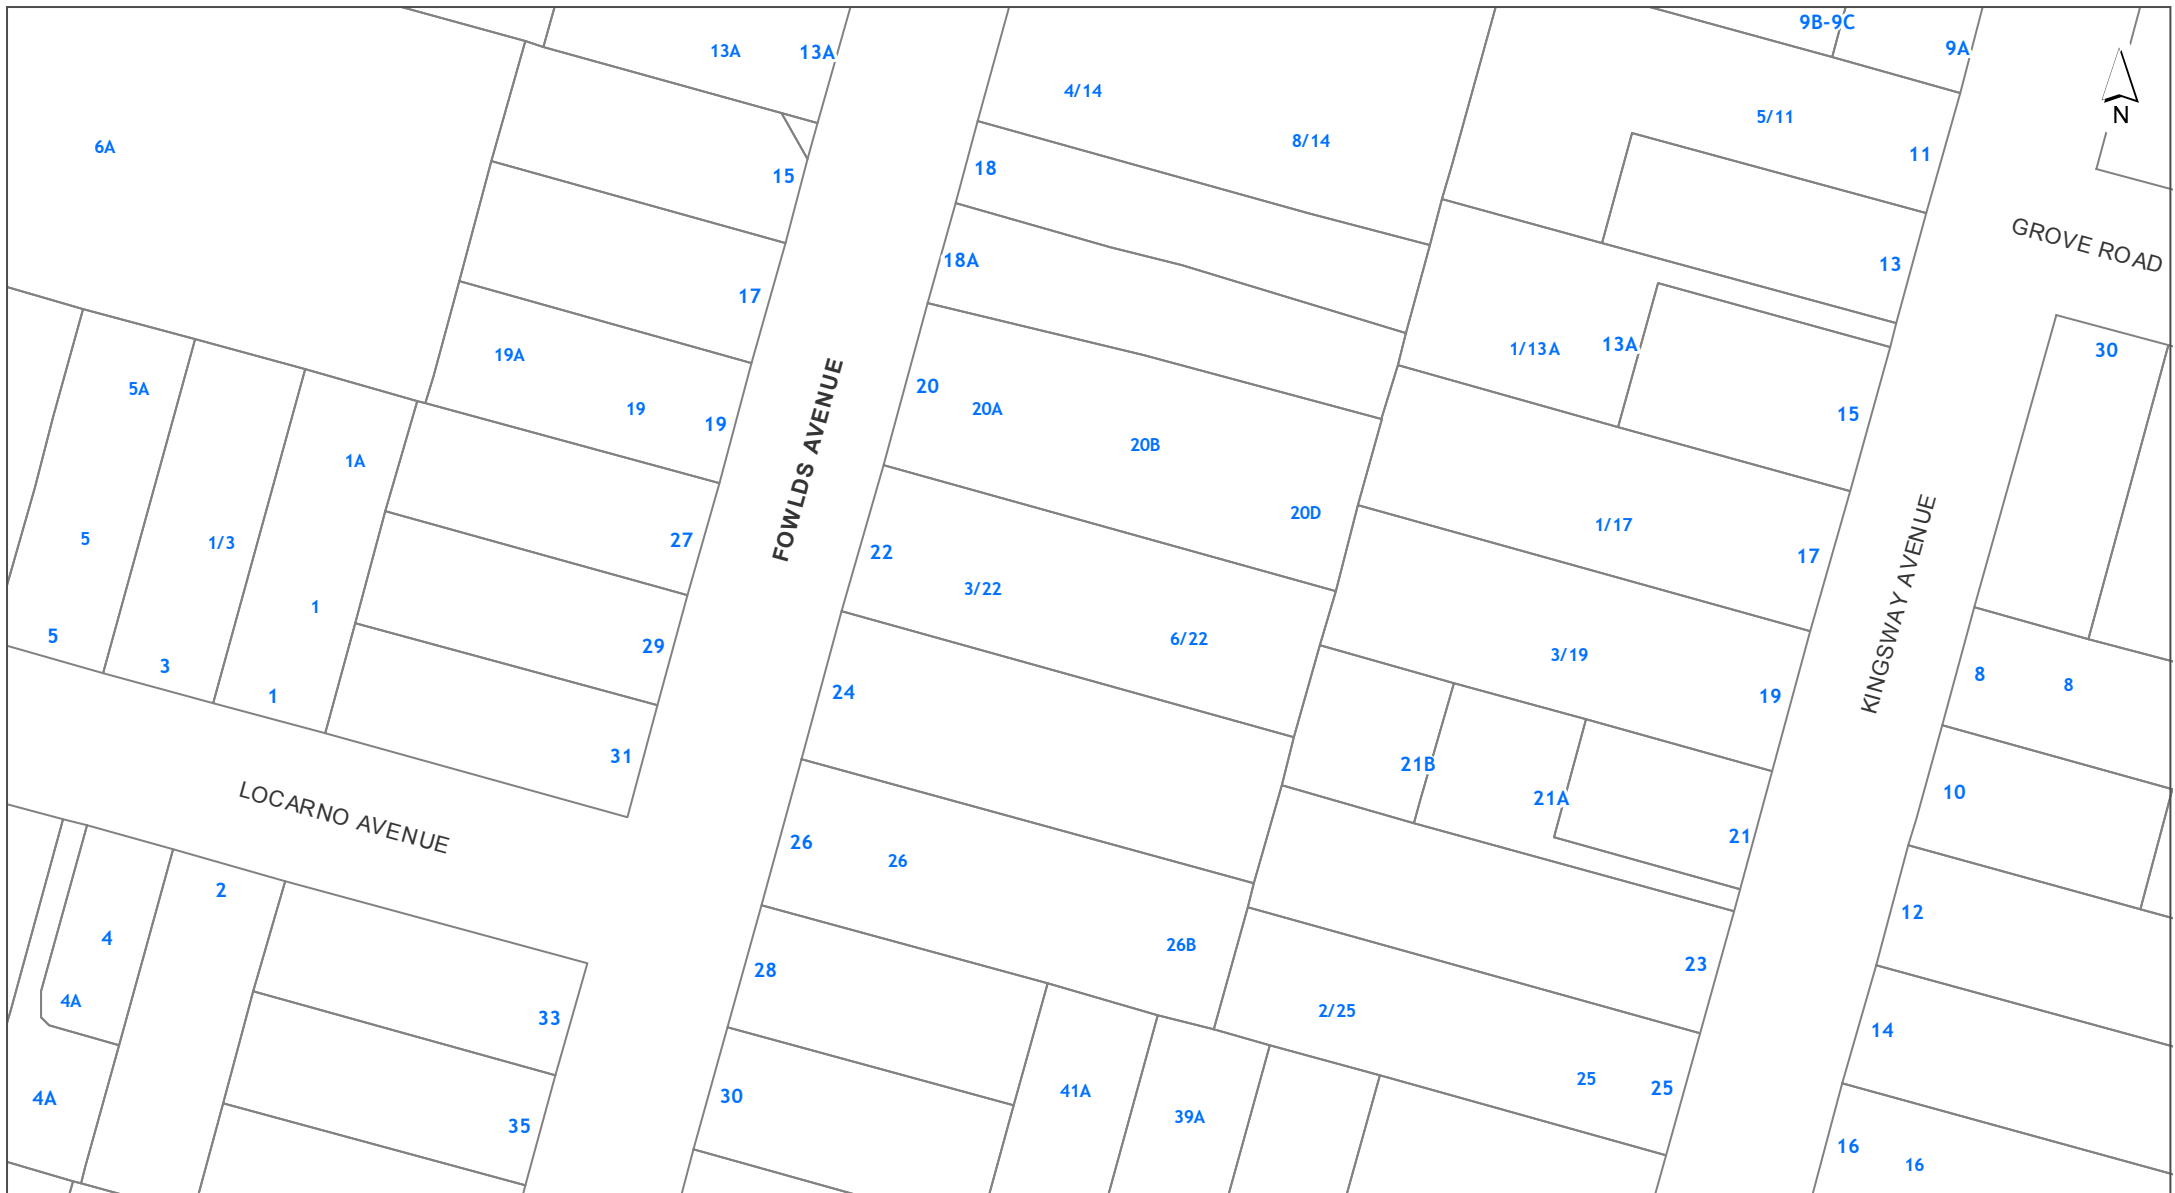 9B-9C
13A
13A
9A
4/14
5/11
N
8/14
6A
11
18
15
GROVE ROAD
18A
13
17
1/13A
13A
30
19A
20
5A
20A
19
15
19
20B
FOWLDS AVENUE
1A
20D
1/17
5
1/3
27
22
17
KINGSWAY AVENUE
3/22
1
5
6/22
29
3/19
3
8
8
1
24
19
31
21B
10
21A
LOCARNO AVENUE
26
21
26
2
12
4
26B
28
23
4A
2/25
33
14
25
25
41A
4A
30
39A
35
16
16